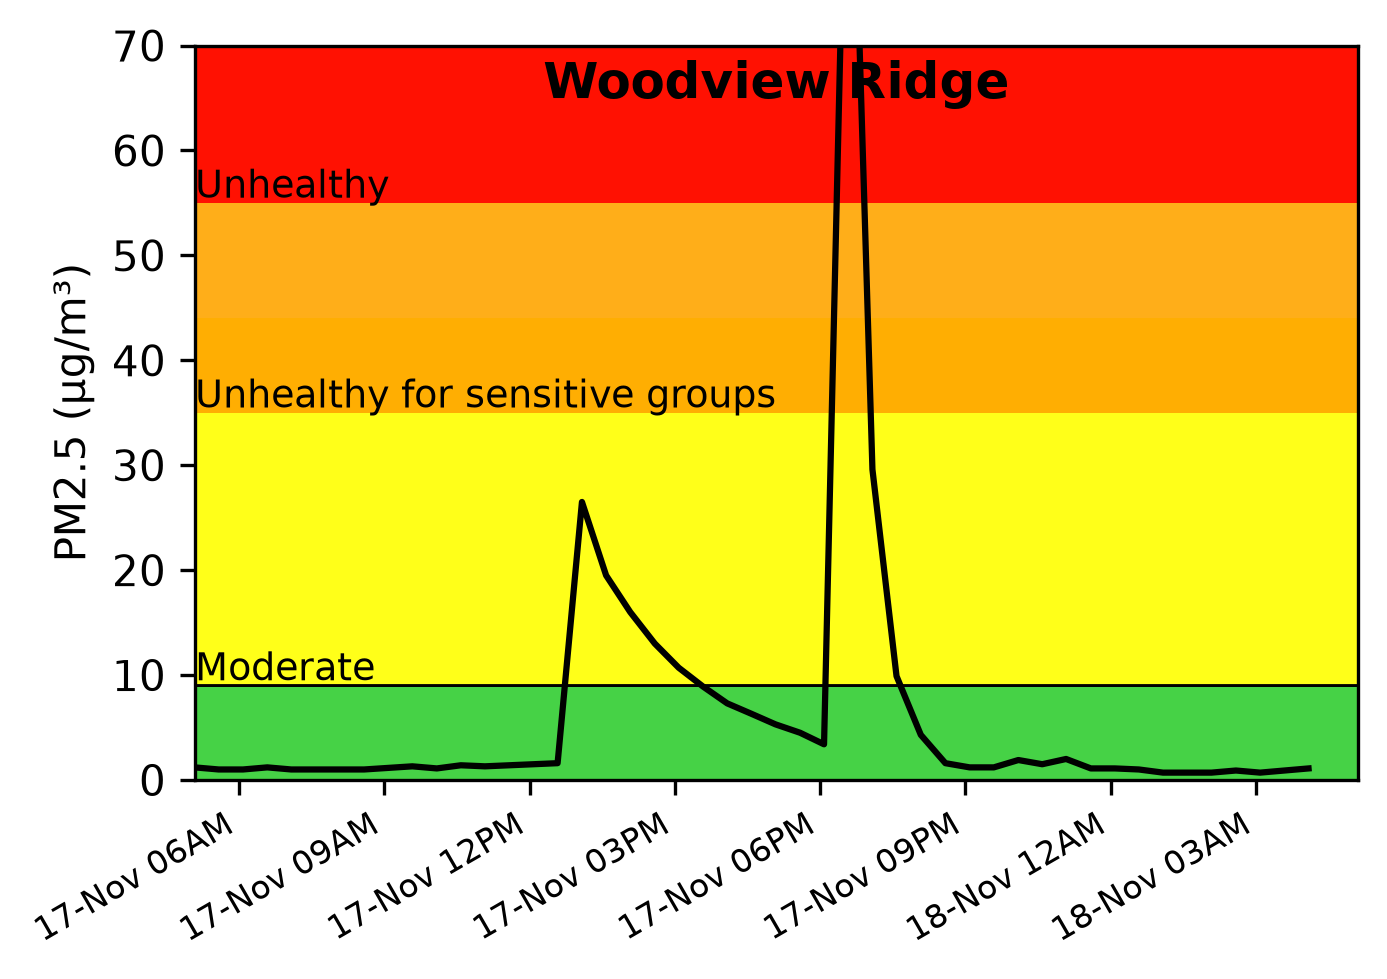 Woodview Ridge
PM2.5 (µg/m³)
70
60
50
40
30
20
10
0
Unhealthy
Unhealthy for sensitive groups
Moderate
17-Nov 06AM
17-Nov 09AM
17-Nov 12PM
17-Nov 03PM
17-Nov 06PM
17-Nov 09PM
18-Nov 12AM
18-Nov 03AM